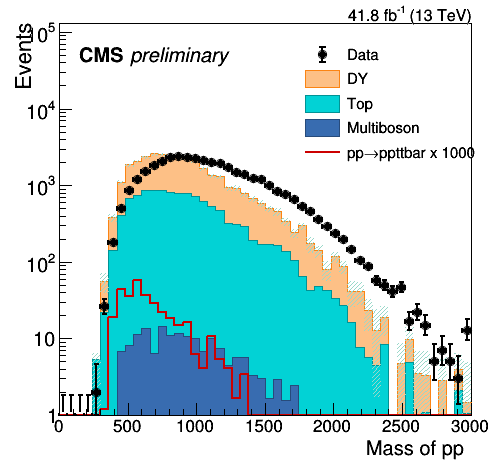 41.8 fb⁻¹ (13 TeV)
Events
CMS preliminary
Data
DY
Top
Multiboson
pp→ppttbar x 1000
10⁵
10⁴
10³
10²
10
1
0 500 1000 1500 2000 2500 3000
Mass of pp